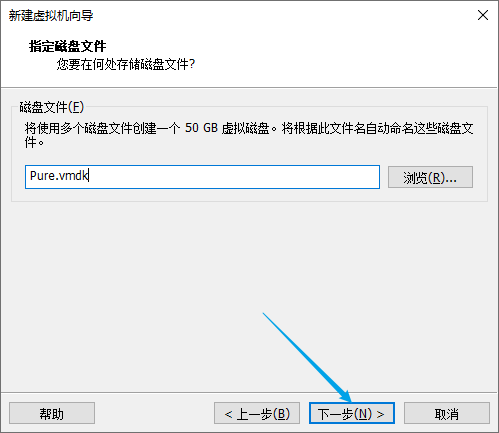 新建虚拟机向导
指定磁盘文件
您要在何处存储磁盘文件?
磁盘文件(F)
将使用多个磁盘文件创建一个 50 GB 虚拟磁盘。将根据此文件名自动命名这些磁盘文
件。
Pure.vmdk
浏览(R)...
帮助
< 上一步(B)
下一步(N) >
取消